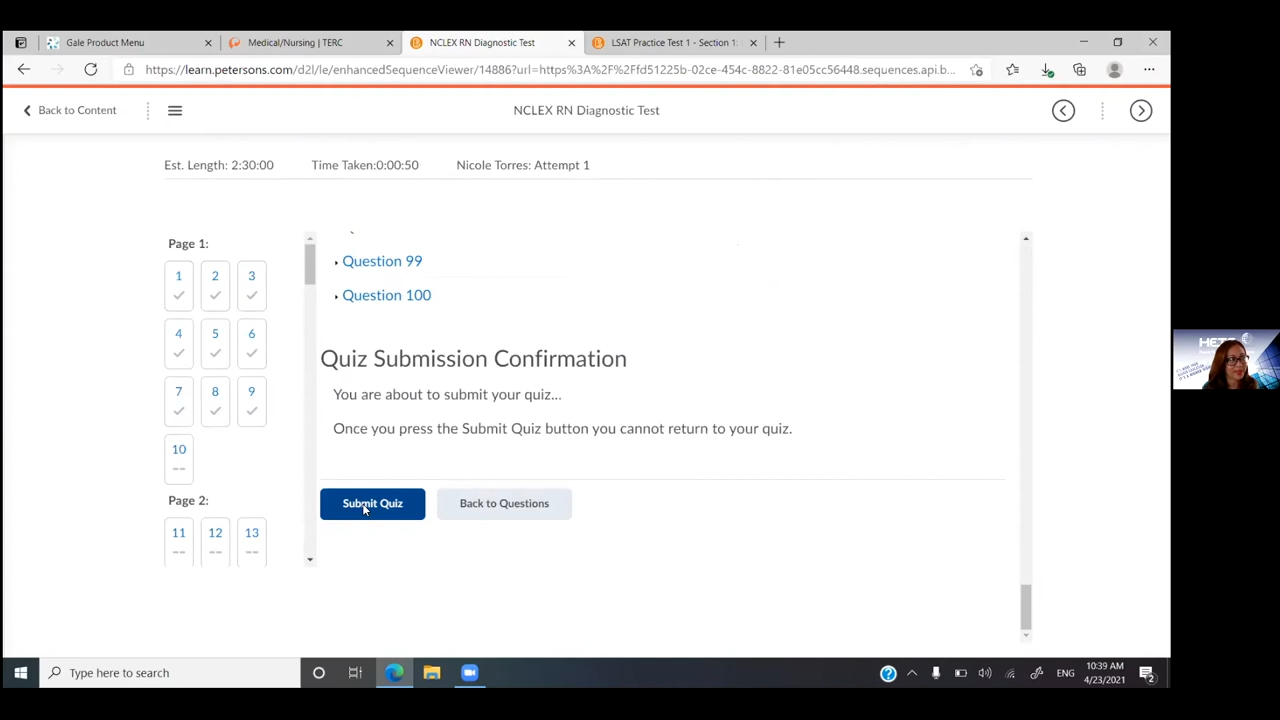 Gale Product Menu
Medical/Nursing | TERC
NCLEX RN Diagnostic Test
LSAT Practice Test 1 - Section 1:
https://learn.petersons.com/d2l/le/enhancedSequenceViewer/14886?url=https%3A%2F%2Ffd51225b-02ce-454c-8822-81e05cc56448.sequences.api.b...
Back to Content
NCLEX RN Diagnostic Test
Est. Length: 2:30:00
Time Taken:0:00:50
Nicole Torres: Attempt 1
Page 1:
1 2 3
4 5 6
7 8 9
10
-- 
Page 2:
11 12 13
-- -- --
Question 99
Question 100
Quiz Submission Confirmation
You are about to submit your quiz...
Once you press the Submit Quiz button you cannot return to your quiz.
Submit Quiz
Back to Questions
HETS
Type here to search
ENG
10:39 AM
4/23/2021
2